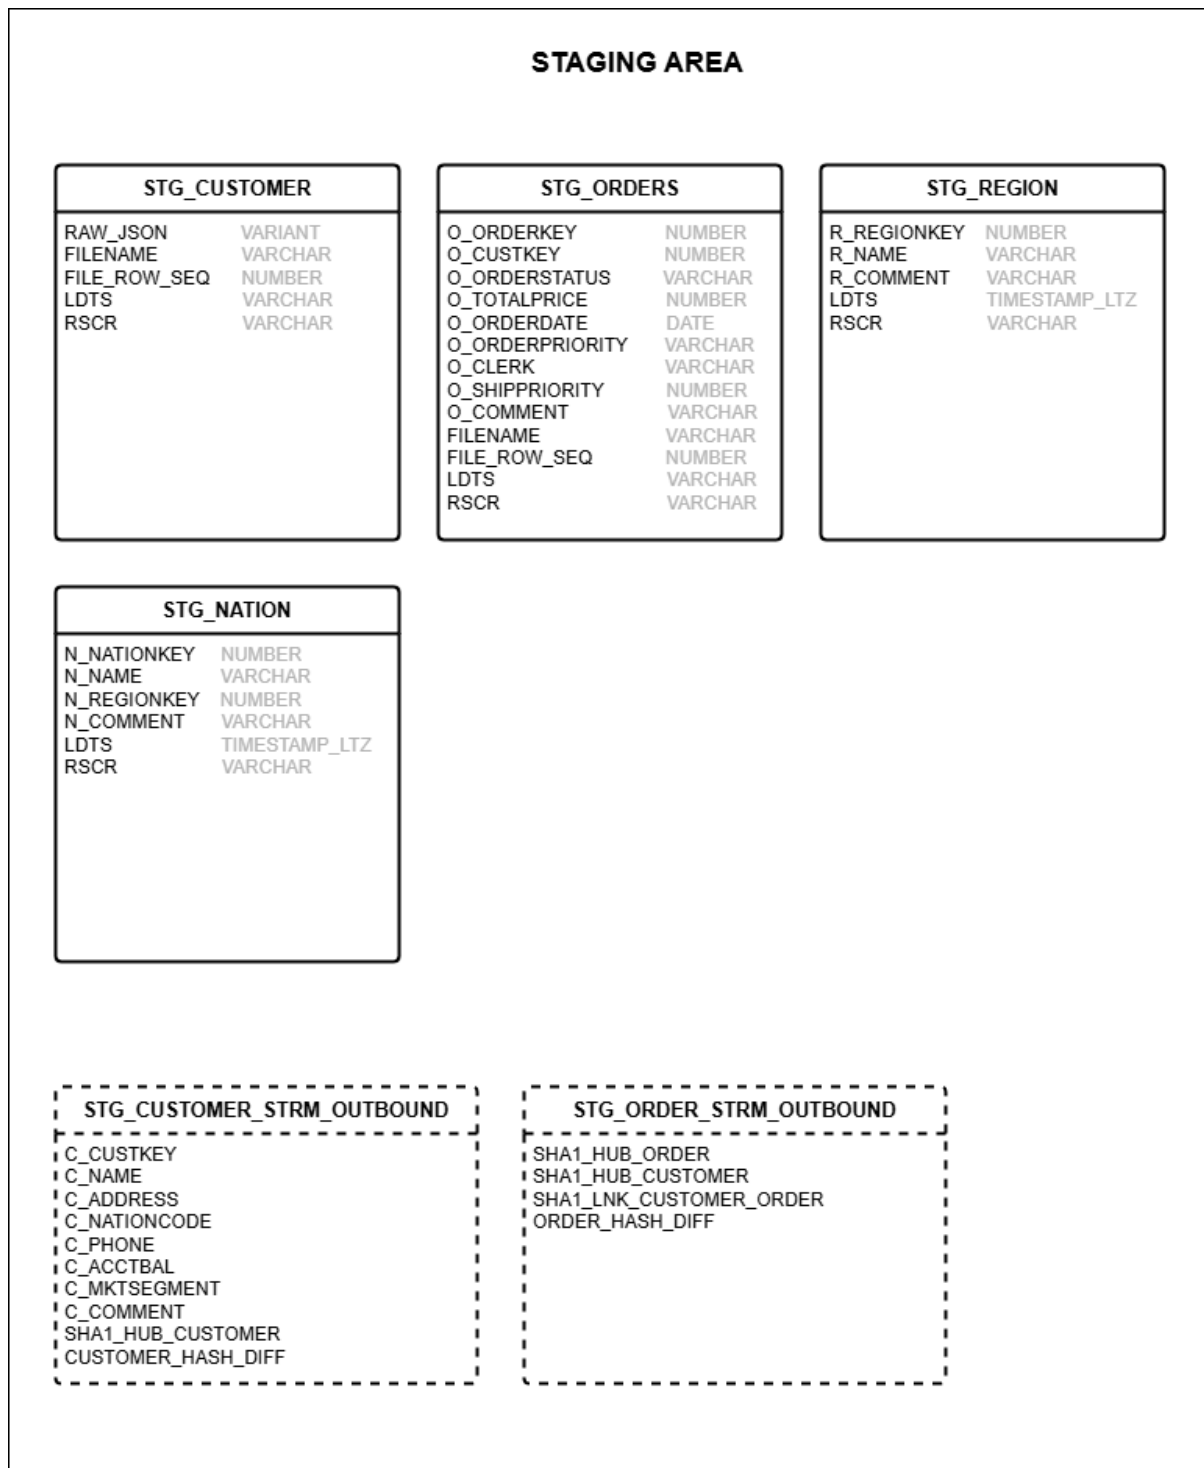 STAGING AREA
STG_CUSTOMER
RAW_JSON VARIANT
FILENAME VARCHAR
FILE_ROW_SEQ NUMBER
LDTS VARCHAR
RSCR VARCHAR
STG_ORDERS
O_ORDERKEY NUMBER
O_CUSTKEY NUMBER
O_ORDERSTATUS VARCHAR
O_TOTALPRICE NUMBER
O_ORDERDATE DATE
O_ORDERPRIORITY VARCHAR
O_CLERK VARCHAR
O_SHIPPRIORITY NUMBER
O_COMMENT VARCHAR
FILENAME VARCHAR
FILE_ROW_SEQ NUMBER
LDTS VARCHAR
RSCR VARCHAR
STG_REGION
R_REGIONKEY NUMBER
R_NAME VARCHAR
R_COMMENT VARCHAR
LDTS TIMESTAMP_LTZ
RSCR VARCHAR
STG_NATION
N_NATIONKEY NUMBER
N_NAME VARCHAR
N_REGIONKEY NUMBER
N_COMMENT VARCHAR
LDTS TIMESTAMP_LTZ
RSCR VARCHAR
STG_CUSTOMER_STRM_OUTBOUND
C_CUSTKEY
C_NAME
C_ADDRESS
C_NATIONCODE
C_PHONE
C_ACCTBAL
C_MKTSEGMENT
C_COMMENT
SHA1_HUB_CUSTOMER
CUSTOMER_HASH_DIFF
STG_ORDER_STRM_OUTBOUND
SHA1_HUB_ORDER
SHA1_HUB_CUSTOMER
SHA1_LNK_CUSTOMER_ORDER
ORDER_HASH_DIFF